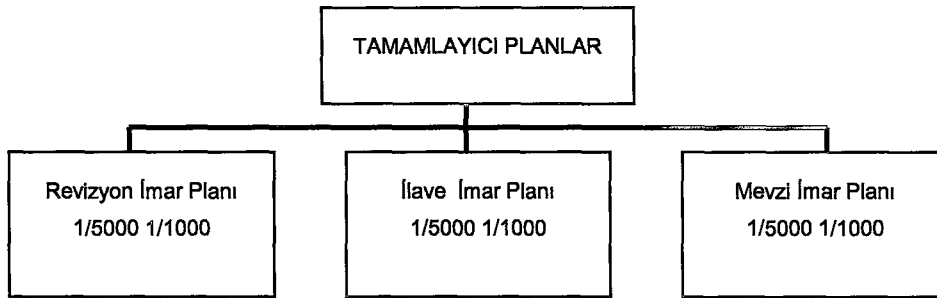 TAMAMLAYICI PLANLAR
Revizyon İmar Planı
1/5000 1/1000
İlave İmar Planı
1/5000 1/1000
Mevzi İmar Planı
1/5000 1/1000